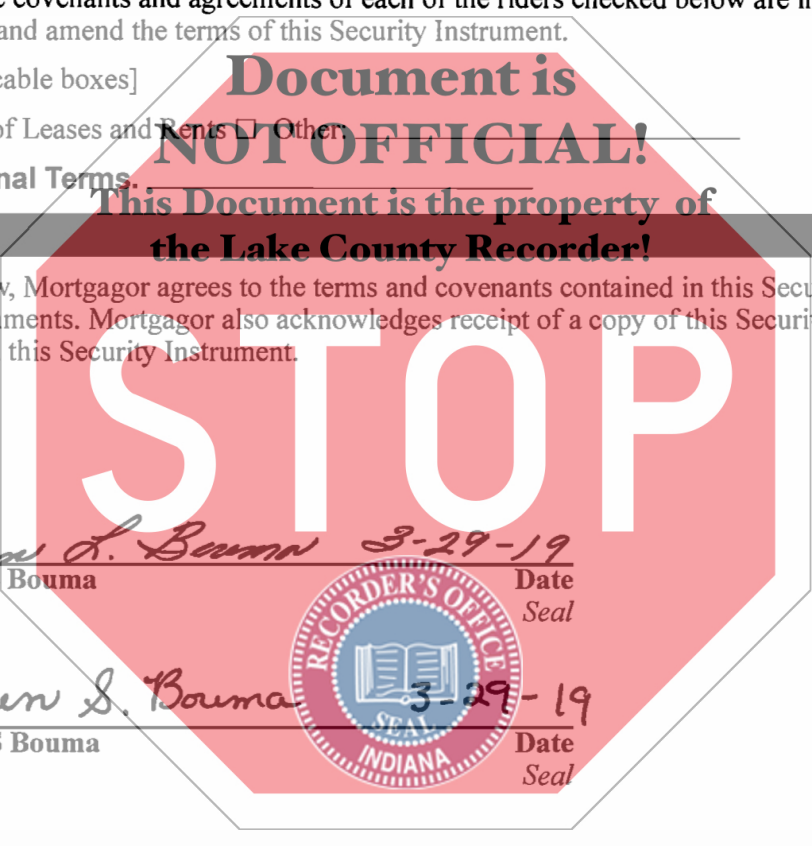 covenants and agreements of each of the riders checked below are
and amend the terms of this Security Instrument.
Document is
cable boxes]
of Leases and Rents ☐ Other:
NOT OFFICIAL!
nal Terms.
This Document is the property of
the Lake County Recorder!
, Mortgagor agrees to the terms and covenants contained in this Secu
ments. Mortgagor also acknowledges receipt of a copy of this Securit
this Security Instrument.
STOP
L. Bouma 3-29-19
Bouma Date
Seal
RECORDER'S OFFICE
SEAL
INDIANA
en S. Bouma 3-29-19
S Bouma Date
Seal